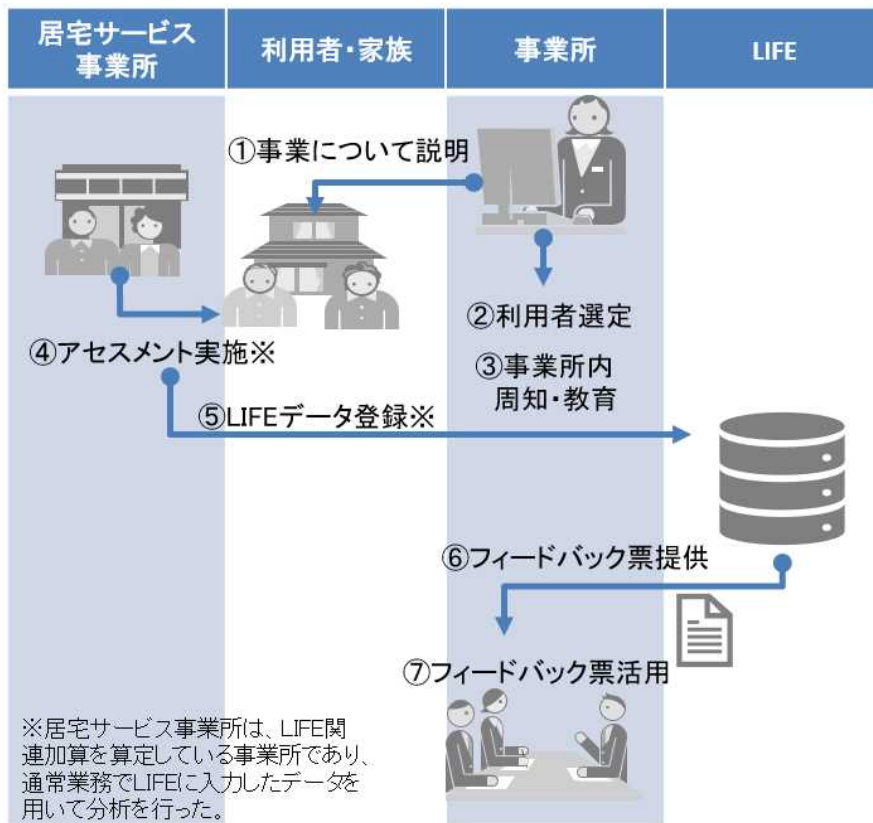 居宅サービス
事業所
利用者・家族
事業所
LIFE
①事業について説明
②利用者選定
③事業所内
周知・教育
④アセスメント実施※
⑤LIFEデータ登録※
⑥フィードバック票提供
⑦フィードバック票活用
※居宅サービス事業所は、LIFE関
連加算を算定している事業所であり、
通常業務でLIFEに入力したデータを
用いて分析を行った。